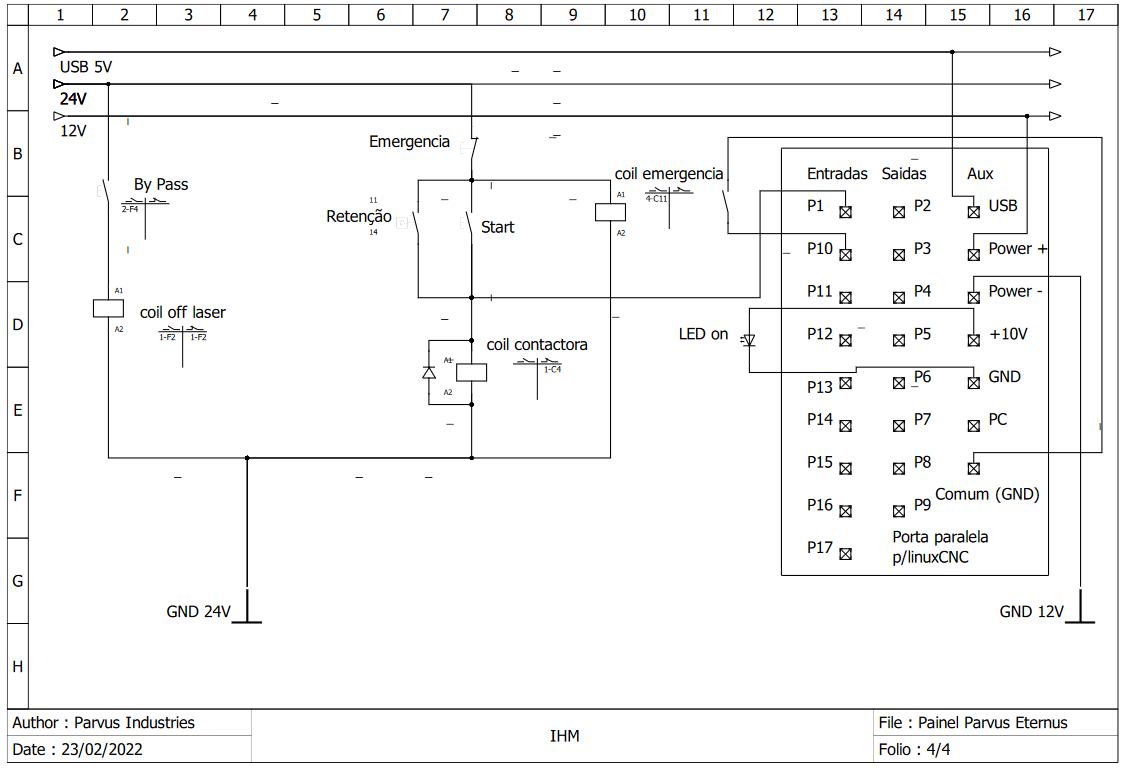 1 2 3 4 5 6 7 8 9 10 11 12 13 14 15 16 17
A
USB 5V
24V
12V
B
Emergencia
By Pass
2-F4
coil emergencia
4-C11
A1
A2
Entradas Saidas Aux
C
11
Retenção
14
Start
P1 P2 USB
P10 P3 Power +
D
A1
A2
coil off laser
1-F2 1-F2
coil contactora
1-C4
A1
A2
LED on
P11 P4 Power -
P12 P5 +10V
E
P13 P6 GND
P14 P7 PC
F
P15 P8
Comum (GND)
P16 P9
P17
Porta paralela
p/linuxCNC
G
GND 24V
GND 12V
H
Author : Parvus Industries
Date : 23/02/2022
IHM
File : Painel Parvus Eternus
Folio : 4/4